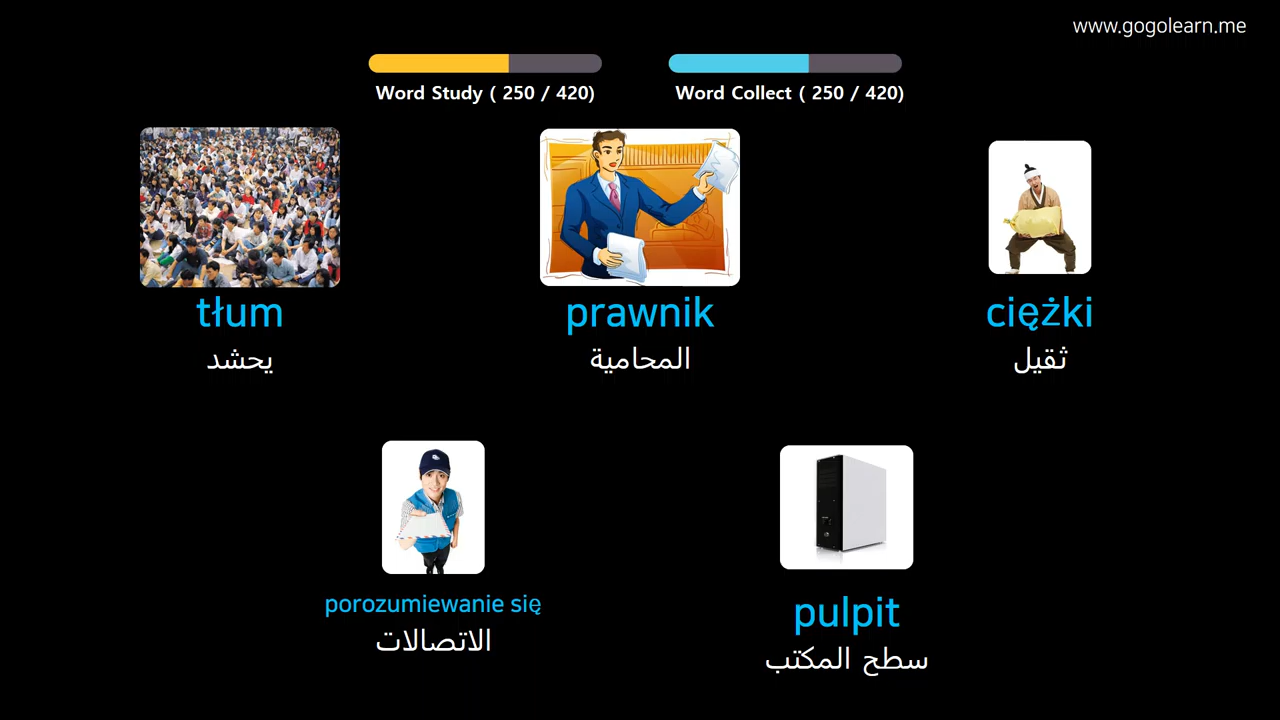 www.gogolearn.me
Word Study ( 250 / 420)
Word Collect ( 250 / 420)
tłum
يحشد
prawnik
المحامية
ciężki
ثقيل
porozumiewanie się
الاتصالات
pulpit
سطح المكتب